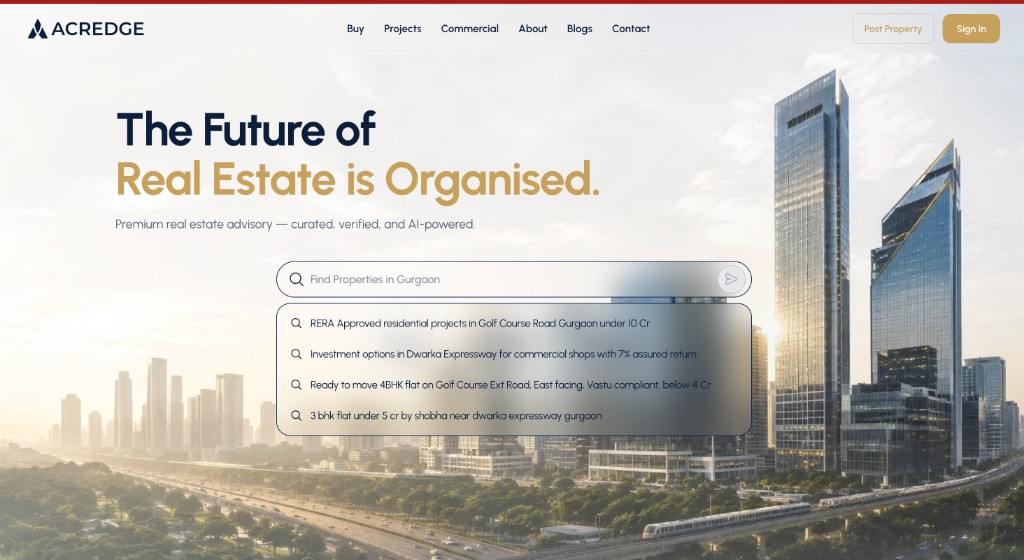 ACREDGE
Buy
Projects
Commercial
About
Blogs
Contact
Post Property
Sign In
The Future of
Real Estate is Organised.
Premium real estate advisory — curated, verified, and AI-powered.
Find Properties in Gurgaon
RERA Approved residential projects in Golf Course Road Gurgaon under 10 Cr
Investment options in Dwarka Expressway for commercial shops with 7% assured return.
Ready to move 4BHK flat on Golf Course Ext Road, East facing, Vastu compliant, below 4 Cr
3 bhk flat under 5 cr by shobha near dwarka expressway gurgaon